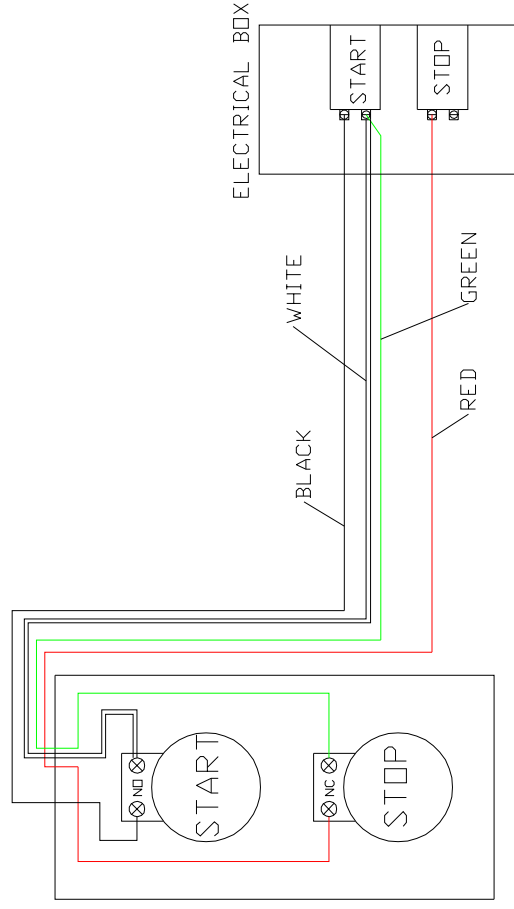 ELECTRICAL BOX
START
STOP
WHITE
GREEN
BLACK
RED
NO
START
NC
STOP